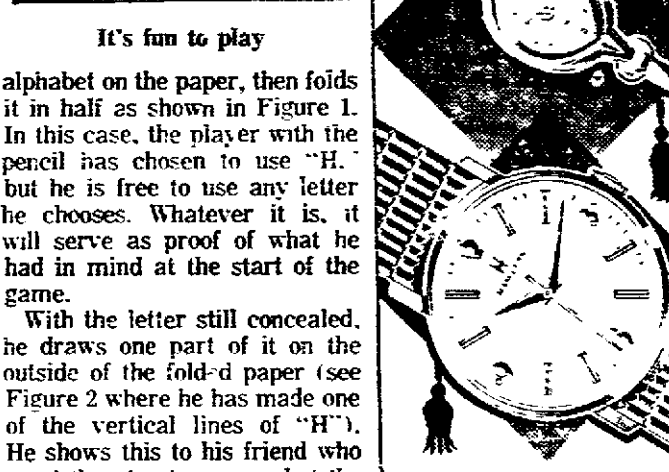 It's fun to play
alphabet on the paper, then folds
it in half as shown in Figure 1.
In this case, the player with the
pencil has chosen to use "H."
but he is free to use any letter
he chooses. Whatever it is, it
will serve as proof of what he
had in mind at the start of the
game.
With the letter still concealed,
he draws one part of it on the
outside of the folded paper (see
Figure 2 where he has made one
of the vertical lines of "H").
He shows this to his friend who